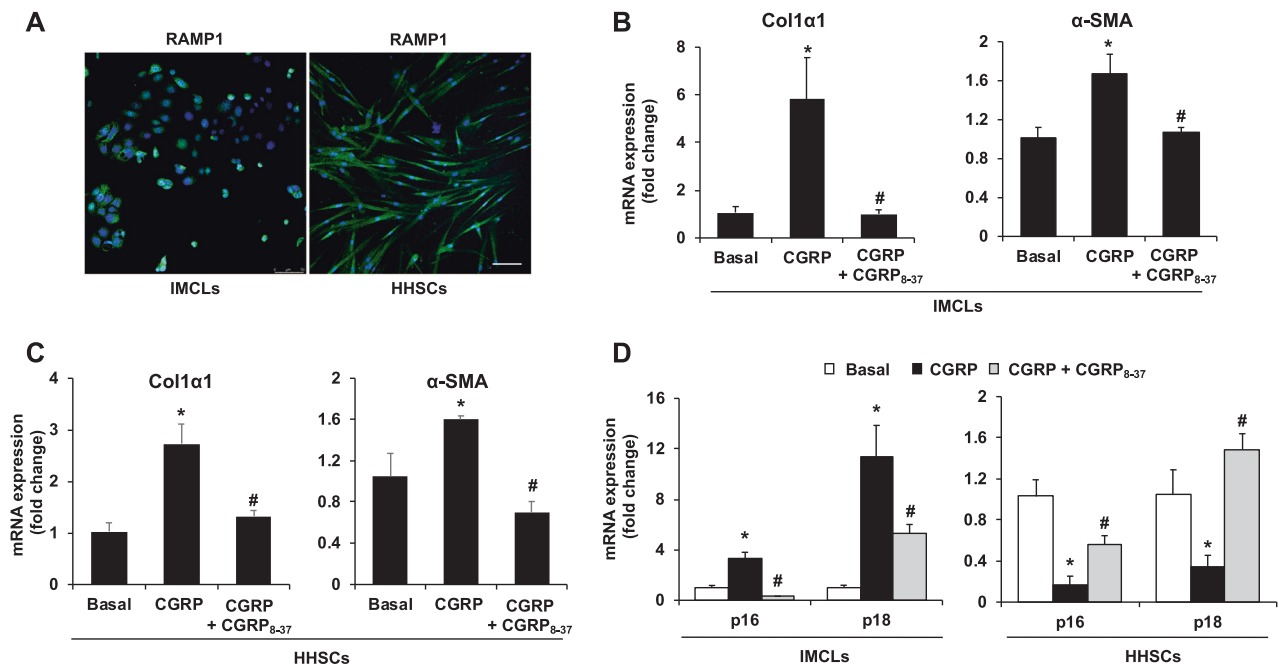 A
RAMP1 RAMP1
IMCLs HHSCs
B
Col1α1 α-SMA
mRNA expression
(fold change)
8
6
4
2
0
2
1.6
1.2
0.8
0.4
0
* # * #
Basal CGRP CGRP Basal CGRP CGRP
+ CGRP8-37 + CGRP8-37
IMCLs
C
Col1α1 α-SMA
mRNA expression
(fold change)
4
3
2
1
0
2.0
1.6
1.2
0.8
0.4
0
* # * #
Basal CGRP CGRP Basal CGRP CGRP
+ CGRP8-37 + CGRP8-37
HHSCs
D
Basal CGRP CGRP + CGRP8-37
mRNA expression
(fold change)
16
12
8
4
0
2
1.6
1.2
0.8
0.4
0
* # * # * # * #
p16 p18 p16 p18
IMCLs HHSCs